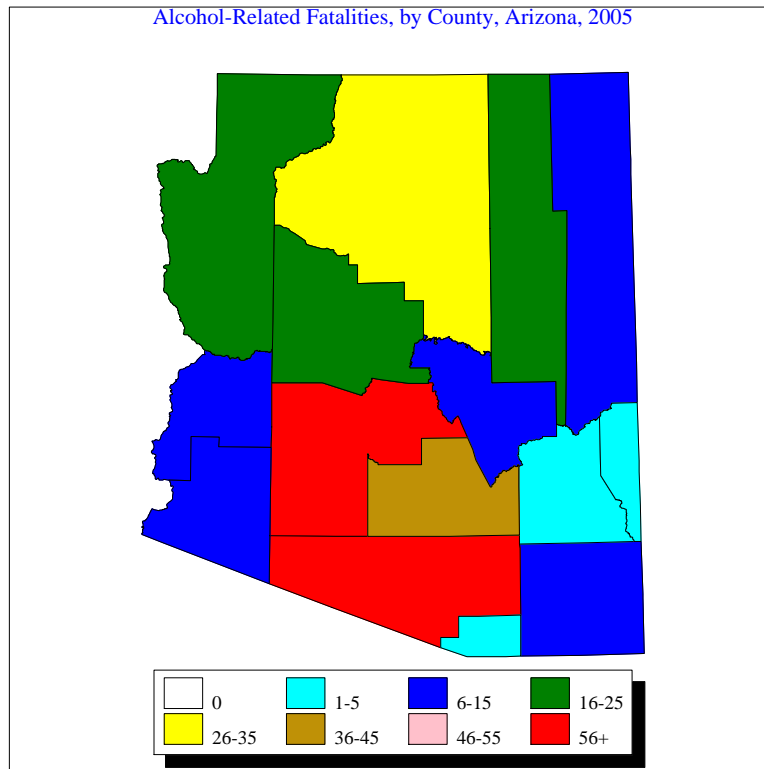 Alcohol-Related Fatalities, by County, Arizona, 2005
0 1-5 6-15 16-25
26-35 36-45 46-55 56+